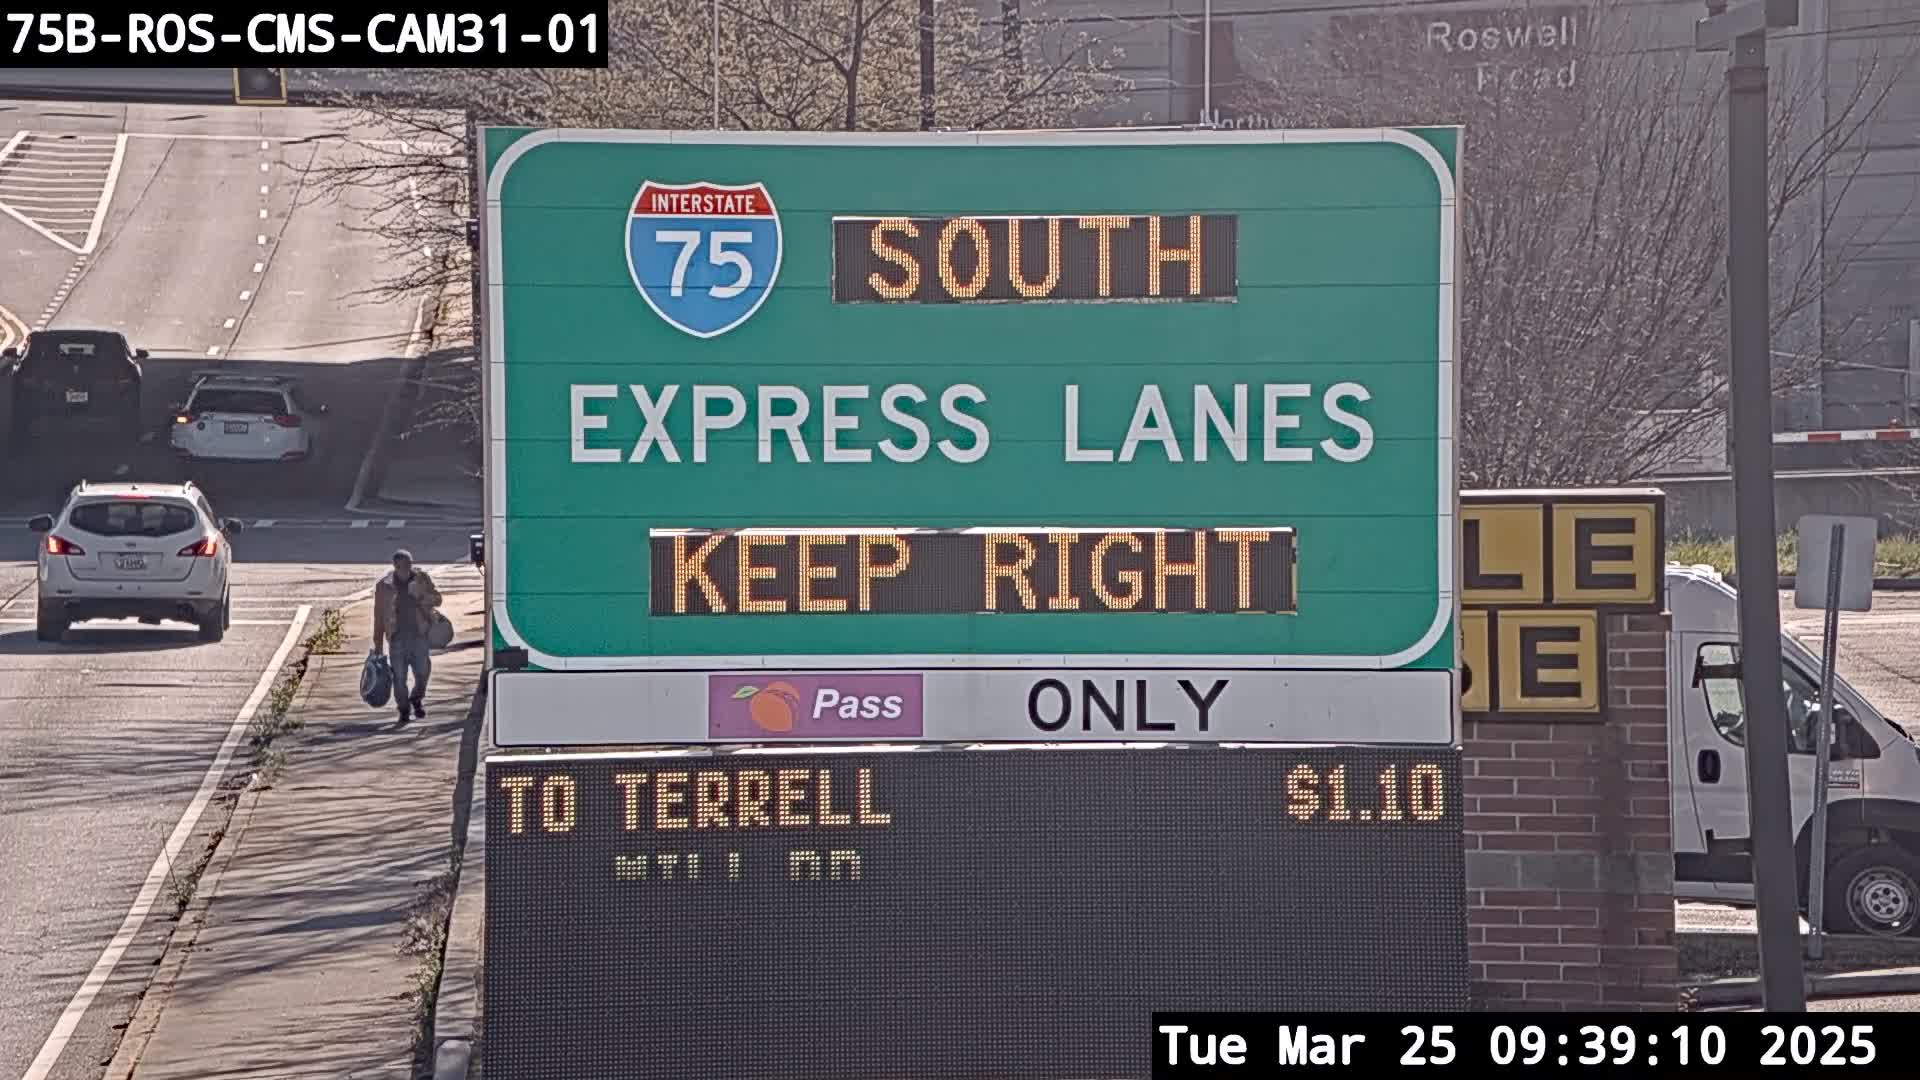 75B-ROS-CMS-CAM31-01
Roswell
Road
INTERSTATE
75
SOUTH
EXPRESS LANES
KEEP RIGHT
LE
E
Pass ONLY
TO TERRELL $1.10
Tue Mar 25 09:39:10 2025